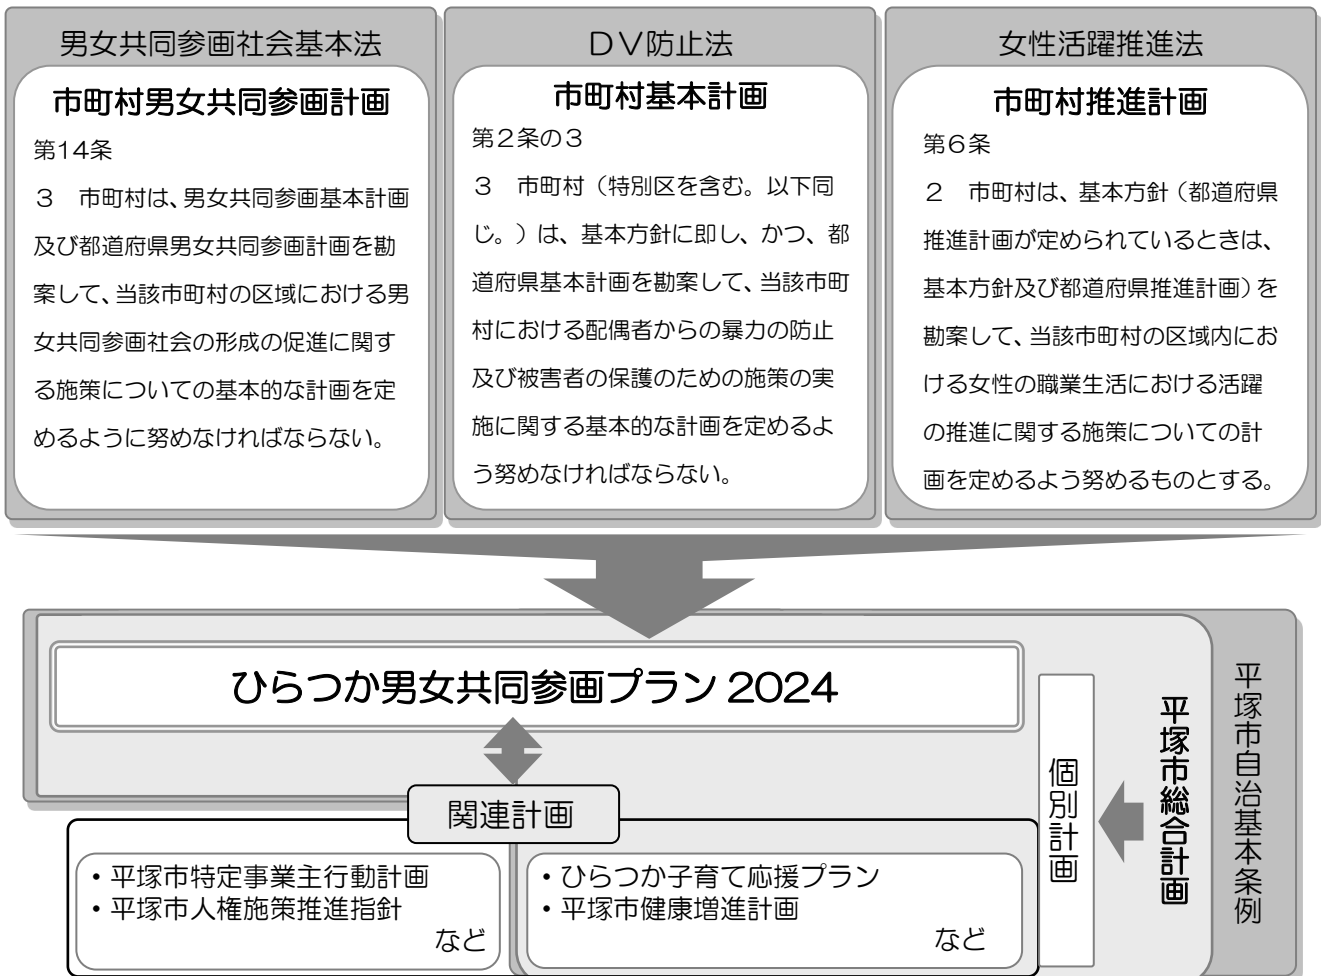 男女共同参画社会基本法
市町村男女共同参画計画
第14条
３　市町村は、男女共同参画基本計画
及び都道府県男女共同参画計画を勘
案して、当該市町村の区域における男
女共同参画社会の形成の促進に関す
る施策についての基本的な計画を定
めるように努めなければならない。
ＤＶ防止法
市町村基本計画
第２条の３
３　市町村（特別区を含む。以下同
じ。）は、基本方針に即し、かつ、都
道府県基本計画を勘案して、当該市町
村における配偶者からの暴力の防止
及び被害者の保護のための施策の実
施に関する基本的な計画を定めるよ
う努めなければならない。
女性活躍推進法
市町村推進計画
第６条
２　市町村は、基本方針（都道府県
推進計画が定められているときは、
基本方針及び都道府県推進計画）を
勘案して、当該市町村の区域内にお
ける女性の職業生活における活躍
の推進に関する施策についての計
画を定めるよう努めるものとする。
ひらつか男女共同参画プラン 2024
関連計画
・平塚市特定事業主行動計画
・平塚市人権施策推進指針
など
・ひらつか子育て応援プラン
・平塚市健康増進計画
など
個別計画
平塚市総合計画
平塚市自治基本条例